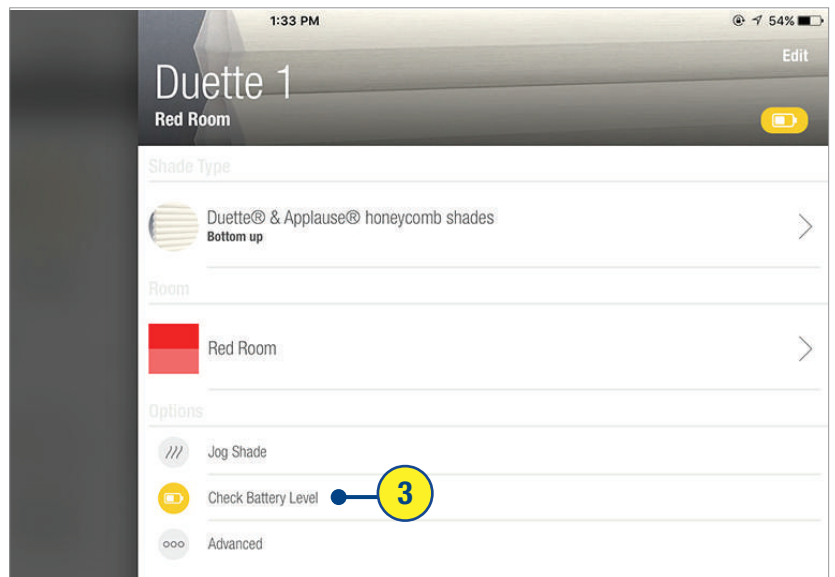 1:33 PM
54%
Edit
Duette 1
Red Room
Shade Type
Duette® & Applause® honeycomb shades
Bottom up
Room
Red Room
Options
Jog Shade
Check Battery Level
3
Advanced